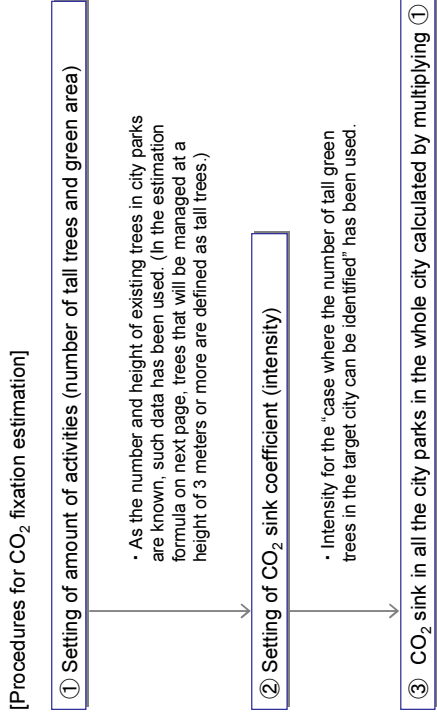 [Procedures for CO₂ fixation estimation]
① Setting of amount of activities (number of tall trees and green area)
・As the number and height of existing trees in city parks
are known, such data has been used. (In the estimation
formula on next page, trees that will be managed at a
height of 3 meters or more are defined as tall trees.)
② Setting of CO₂ sink coefficient (intensity)
・Intensity for the “case where the number of tall green
trees in the target city can be identified” has been used.
③ CO₂ sink in all the city parks in the whole city calculated by multiplying ①